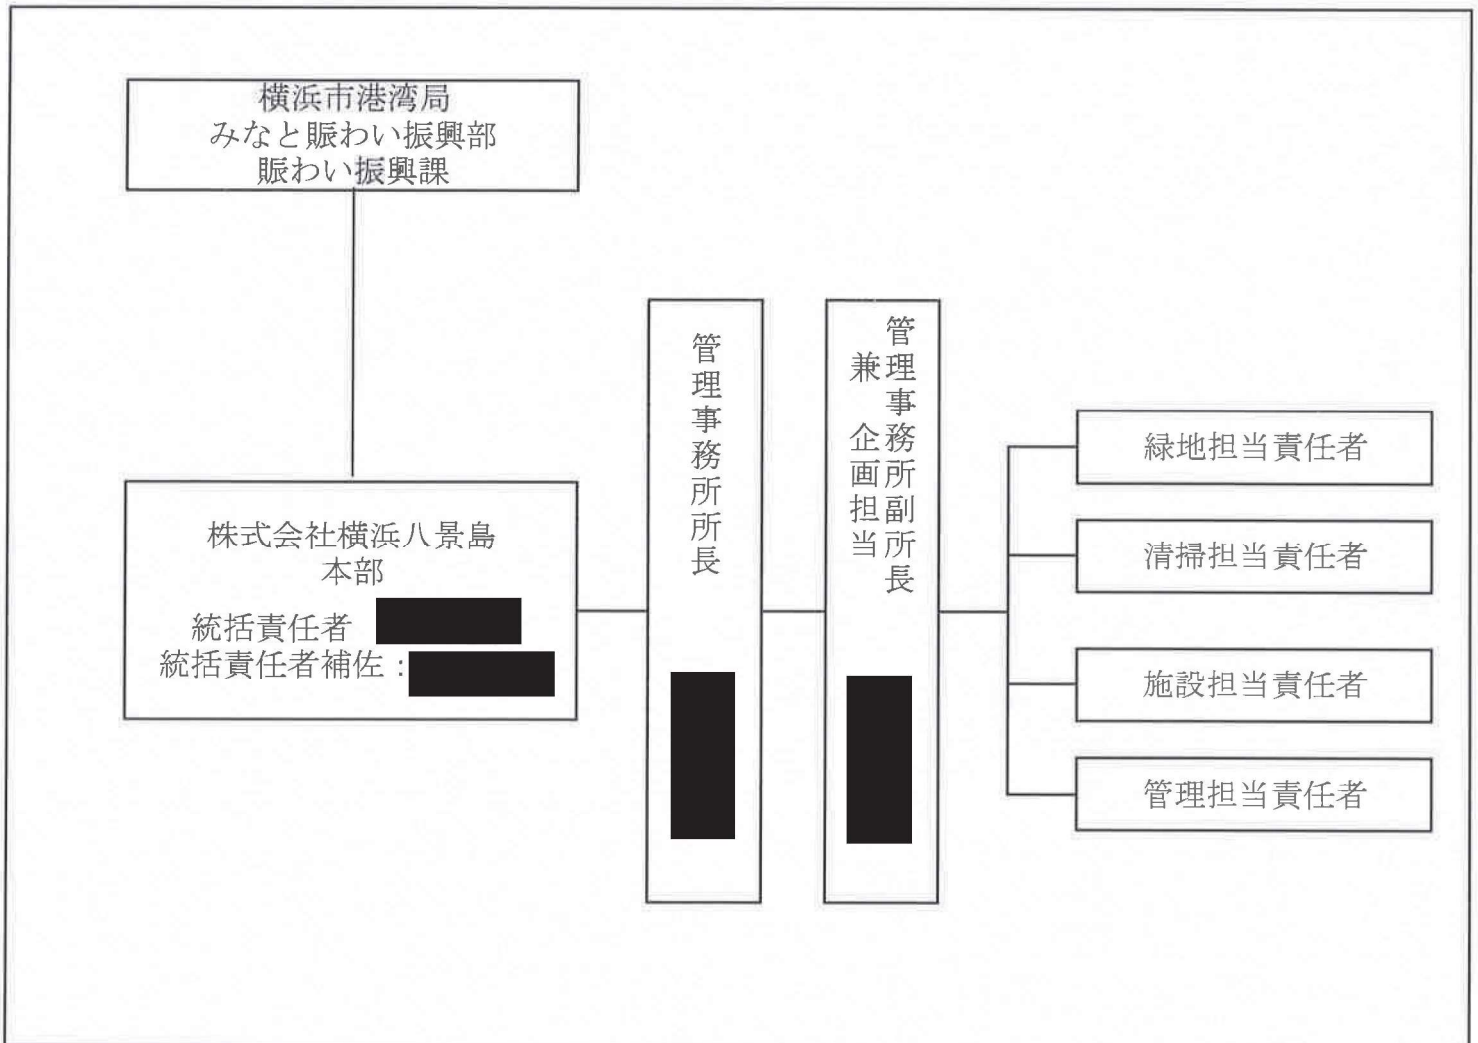 横浜市港湾局
みなと賑わい振興部
賑わい振興課
株式会社横浜八景島
本部
統括責任者
統括責任者補佐：
管理事務所所長
管理事務所副所長
兼　企画担当
緑地担当責任者
清掃担当責任者
施設担当責任者
管理担当責任者